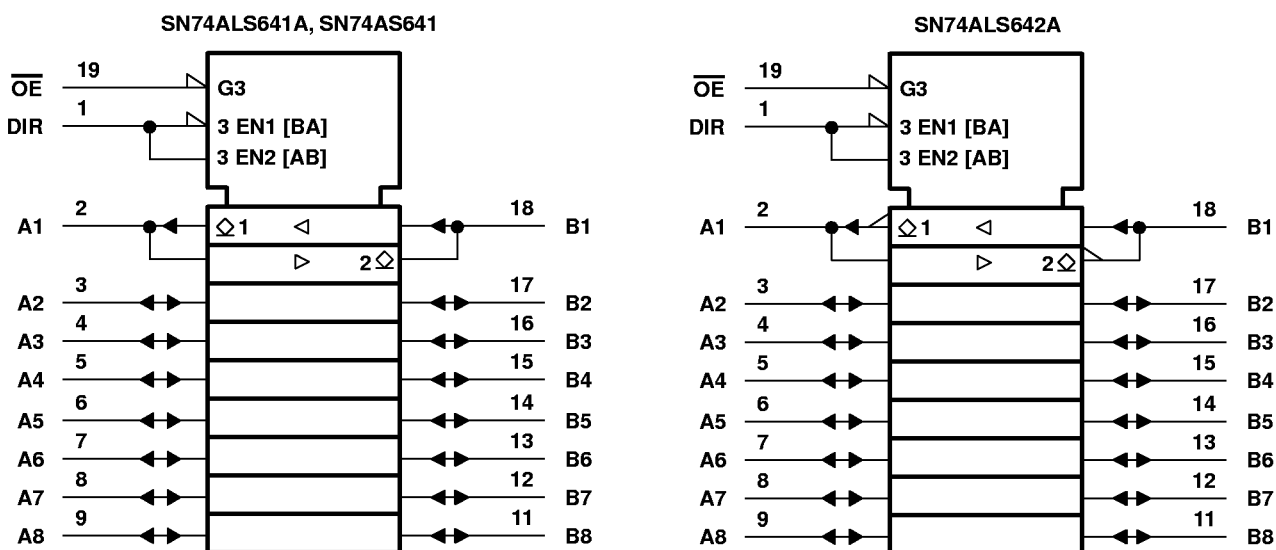 SN74ALS641A, SN74AS641
OE 19 G3
DIR 1 3 EN1 [BA]
3 EN2 [AB]
A1 2 1 18 B1
2
A2 3 17 B2
A3 4 16 B3
A4 5 15 B4
A5 6 14 B5
A6 7 13 B6
A7 8 12 B7
A8 9 11 B8
SN74ALS642A
OE 19 G3
DIR 1 3 EN1 [BA]
3 EN2 [AB]
A1 2 1 18 B1
2
A2 3 17 B2
A3 4 16 B3
A4 5 15 B4
A5 6 14 B5
A6 7 13 B6
A7 8 12 B7
A8 9 11 B8